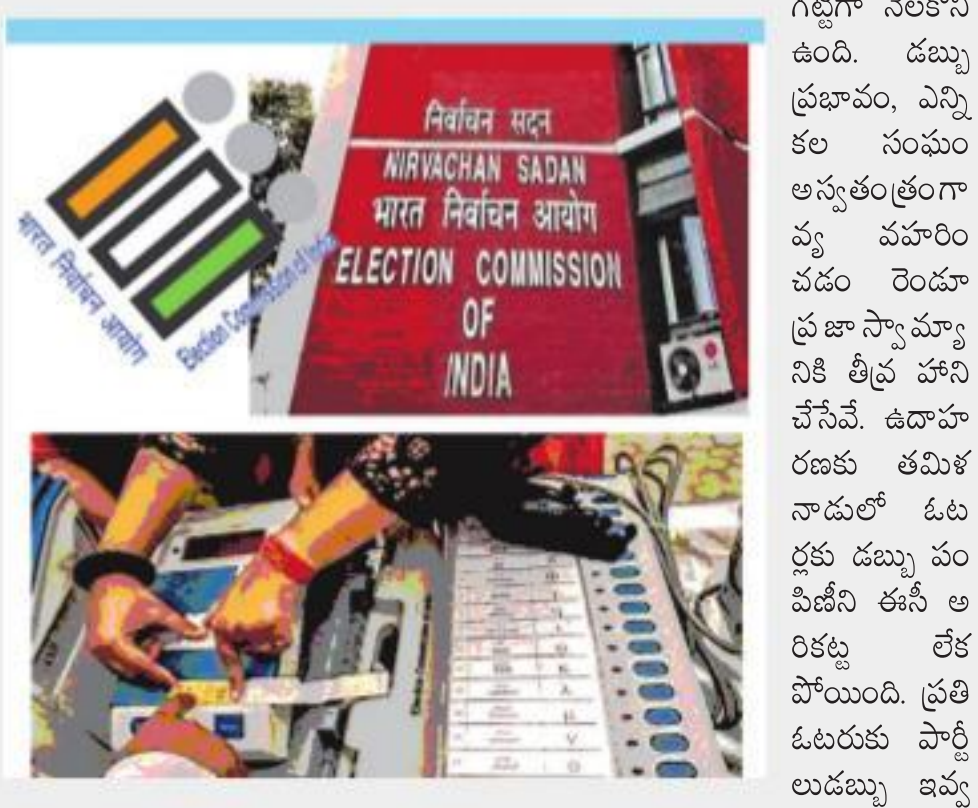 निर्वाचन सदन
NIRVACHAN SADAN
भारत निर्वाचन आयोग
ELECTION COMMISSION
OF
INDIA
भारत निर्वाचन आयोग
Election Commission of India
గట్టిగా నెలకొని
ఉంది. డబ్బు
ప్రభావం, ఎన్ని
కల సంఘం
అస్వతంత్రంగా
వ్య వహరిం
చడం రెండూ
ప్ర జా స్వా మ్యా
నికి తీవ్ర హాని
చేసేవే. ఉదాహ
రణకు తమిళ
నాడులో ఓట
ర్లకు డబ్బు పం
పిణీని ఈసీ అ
రికట్ట లేక
పోయింది. ప్రతి
ఓటరుకు పార్టీ
లుడబ్బు ఇవ్వ